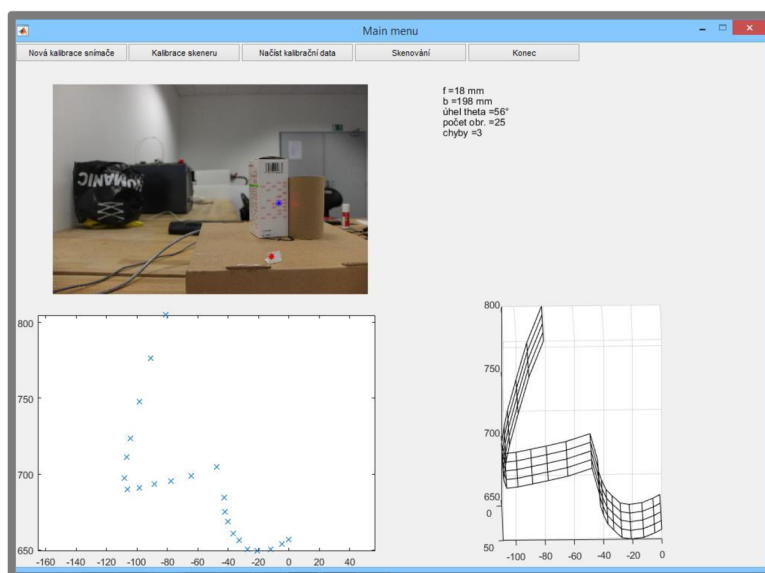 Main menu
Nová kalibrace snímače Kalibrace skeneru Načíst kalibrační data Skenování Konec
f =18 mm
b =198 mm
úhel theta =56°
počet obr. =25
chyby =3
HUMANIC
800
750
700
650
-160 -140 -120 -100 -80 -60 -40 -20 0 20 40
800
750
700
650
0
50
-100 -80 -60 -40 -20 0